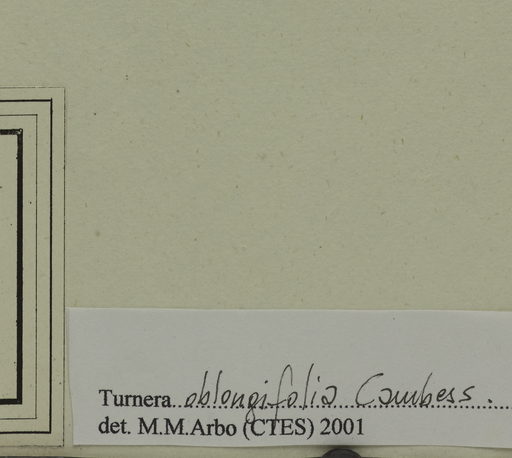 Turnera oblongifolia Cambess.
det. M.M.Arbo (CTES) 2001